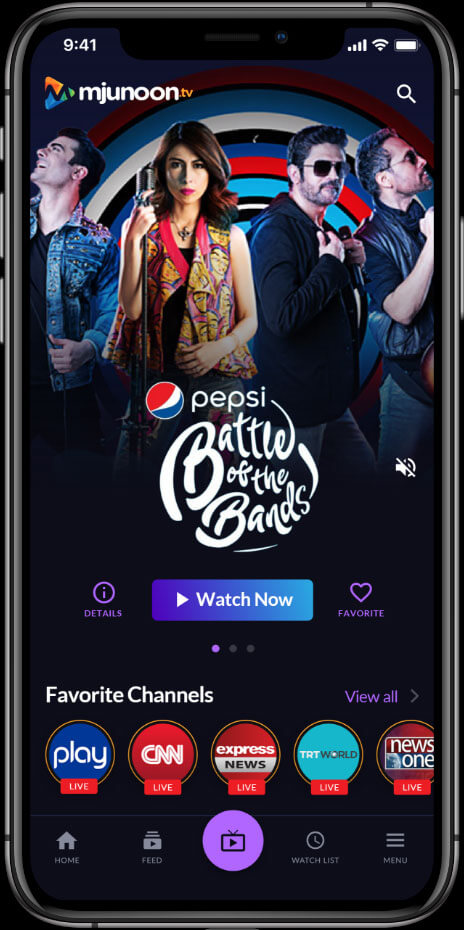 9:41
mjunoon.tv
pepsi
Battle
of the
Bands
DETAILS
Watch Now
FAVORITE
Favorite Channels
View all
play
LIVE
CNN
LIVE
express
NEWS
LIVE
TRT WORLD
LIVE
news
one
LIVE
HOME
FEED
WATCH LIST
MENU